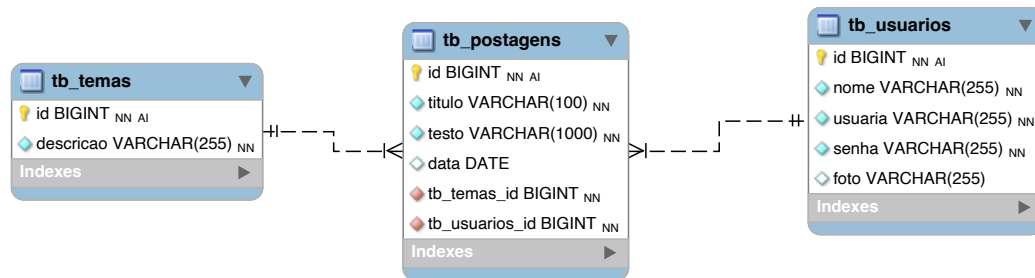 tb_temas
id BIGINT NN AI
descricao VARCHAR(255) NN
Indexes
tb_postagens
id BIGINT NN AI
titulo VARCHAR(100) NN
testo VARCHAR(1000) NN
data DATE
tb_temas_id BIGINT NN
tb_usuarios_id BIGINT NN
Indexes
tb_usuarios
id BIGINT NN AI
nome VARCHAR(255) NN
usuaria VARCHAR(255) NN
senha VARCHAR(255) NN
foto VARCHAR(255)
Indexes